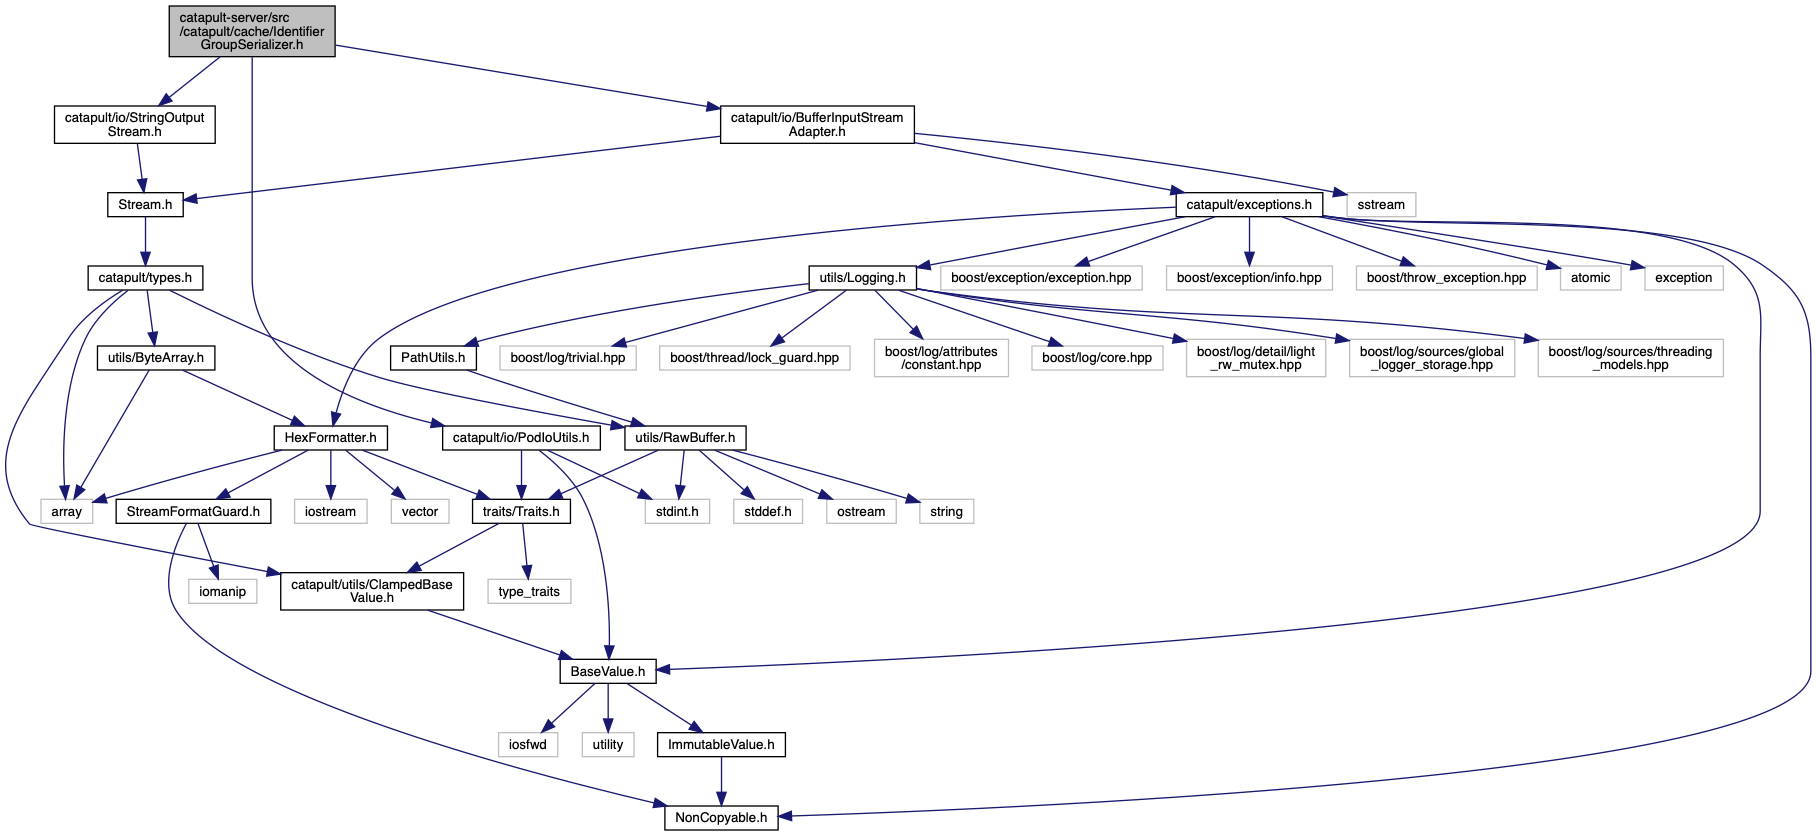 catapult-server/src
/catapult/cache/Identifier
GroupSerializer.h
catapult/io/StringOutput
Stream.h
catapult/io/BufferInputStream
Adapter.h
Stream.h
catapult/exceptions.h
sstream
catapult/types.h
utils/Logging.h
boost/exception/exception.hpp
boost/exception/info.hpp
boost/throw_exception.hpp
atomic
exception
utils/ByteArray.h
PathUtils.h
boost/log/trivial.hpp
boost/thread/lock_guard.hpp
boost/log/attributes
/constant.hpp
boost/log/core.hpp
boost/log/detail/light
_rw_mutex.hpp
boost/log/sources/global
_logger_storage.hpp
boost/log/sources/threading
_models.hpp
HexFormatter.h
catapult/io/PodIoUtils.h
utils/RawBuffer.h
array
StreamFormatGuard.h
iostream
vector
traits/Traits.h
stdint.h
stddef.h
ostream
string
iomanip
catapult/utils/ClampedBase
Value.h
type_traits
BaseValue.h
iosfwd
utility
ImmutableValue.h
NonCopyable.h